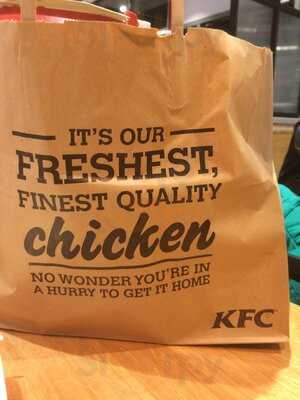 IT'S OUR
FRESHEST,
FINEST QUALITY
chicken
NO WONDER YOU'RE IN
A HURRY TO GET IT HOME
KFC